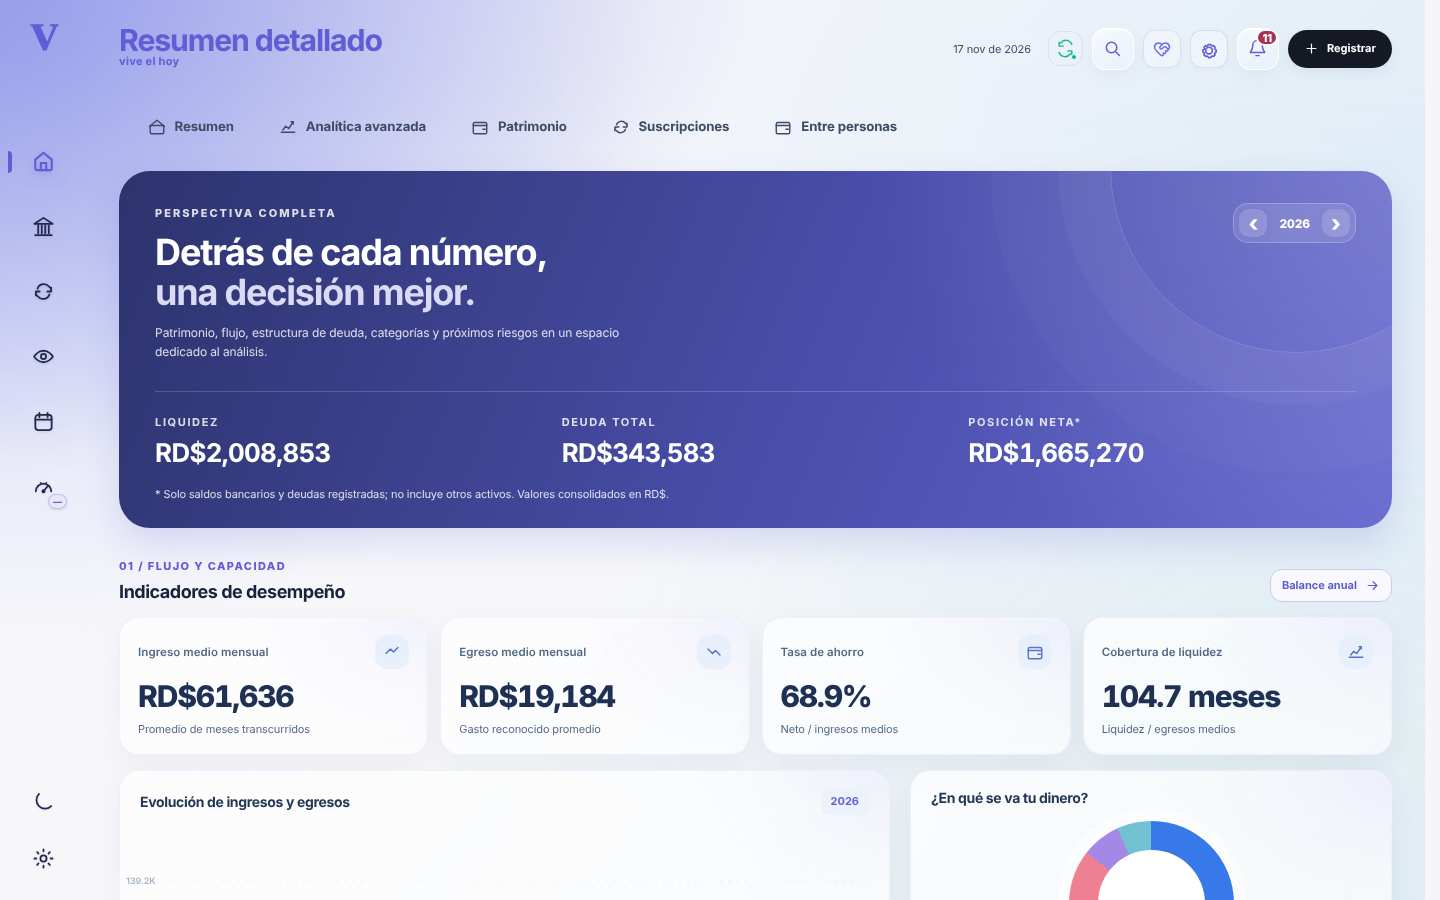 V
Resumen detallado
vive el hoy
17 nov de 2026
11
Registrar
Resumen
Analítica avanzada
Patrimonio
Suscripciones
Entre personas
PERSPECTIVA COMPLETA
2026
Detrás de cada número,
una decisión mejor.
Patrimonio, flujo, estructura de deuda, categorías y próximos riesgos en un espacio
dedicado al análisis.
LIQUIDEZ
DEUDA TOTAL
POSICIÓN NETA*
RD$2,008,853
RD$343,583
RD$1,665,270
* Solo saldos bancarios y deudas registradas; no incluye otros activos. Valores consolidados en RD$.
01 / FLUJO Y CAPACIDAD
Indicadores de desempeño
Balance anual
Ingreso medio mensual
RD$61,636
Promedio de meses transcurridos
Egreso medio mensual
RD$19,184
Gasto reconocido promedio
Tasa de ahorro
68.9%
Neto / ingresos medios
Cobertura de liquidez
104.7 meses
Liquidez / egresos medios
Evolución de ingresos y egresos
2026
139.2K
¿En qué se va tu dinero?